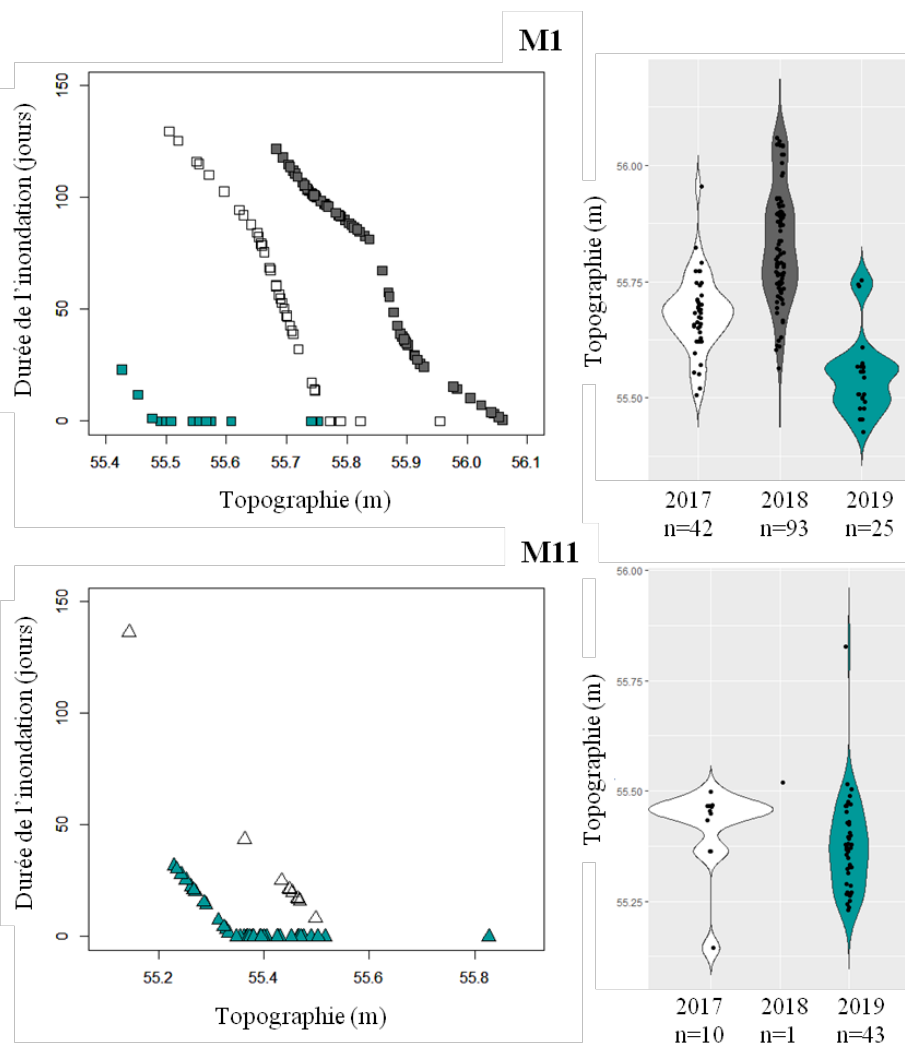 M1
Durée de l'inondation (jours)
150
100
50
0
55.4 55.5 55.6 55.7 55.8 55.9 56.0 56.1
Topographie (m)
Topographie (m)
56.00
55.75
55.50
2017 2018 2019
n=42 n=93 n=25
M11
Durée de l'inondation (jours)
150
100
50
0
55.2 55.4 55.6 55.8
Topographie (m)
Topographie (m)
56.00
55.75
55.50
55.25
2017 2018 2019
n=10 n=1 n=43